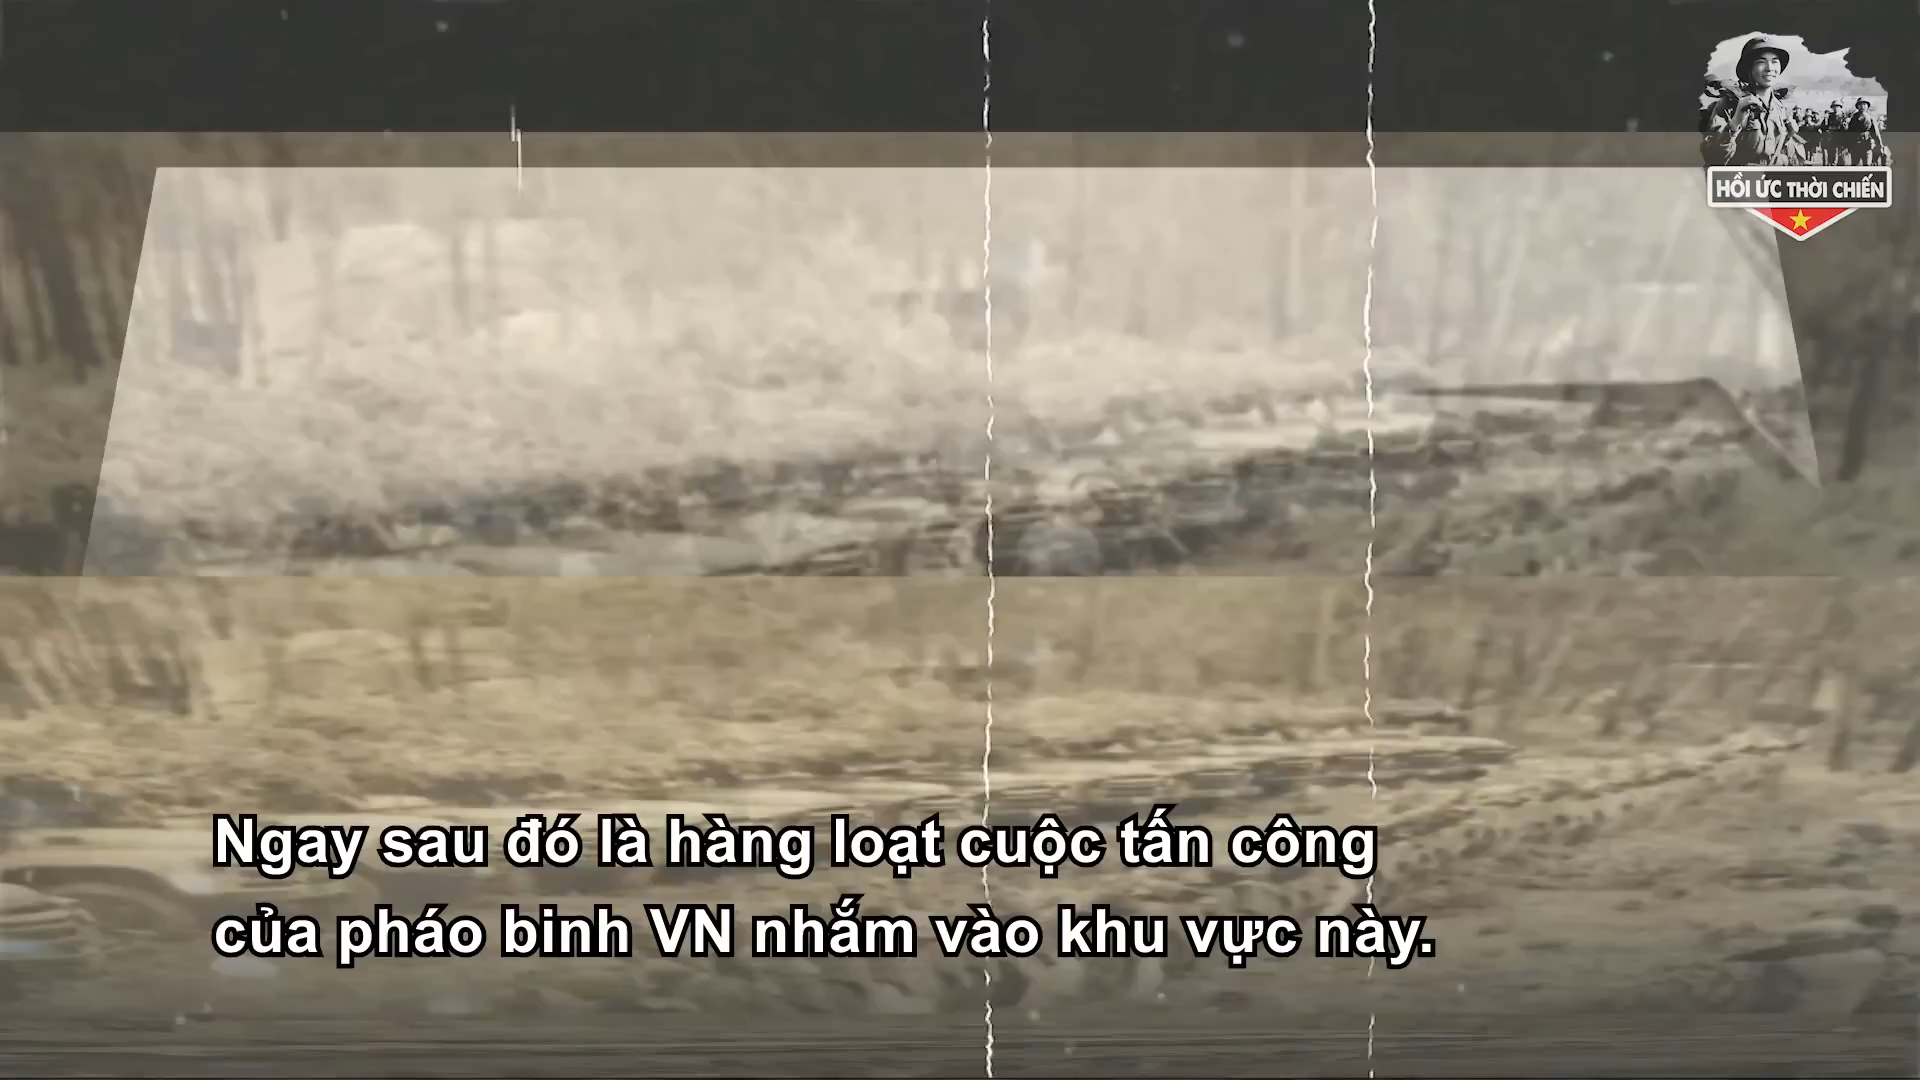 HỒI ỨC THỜI CHIẾN
Ngay sau đó là hàng loạt cuộc tấn công
của pháo binh VN nhắm vào khu vực này.